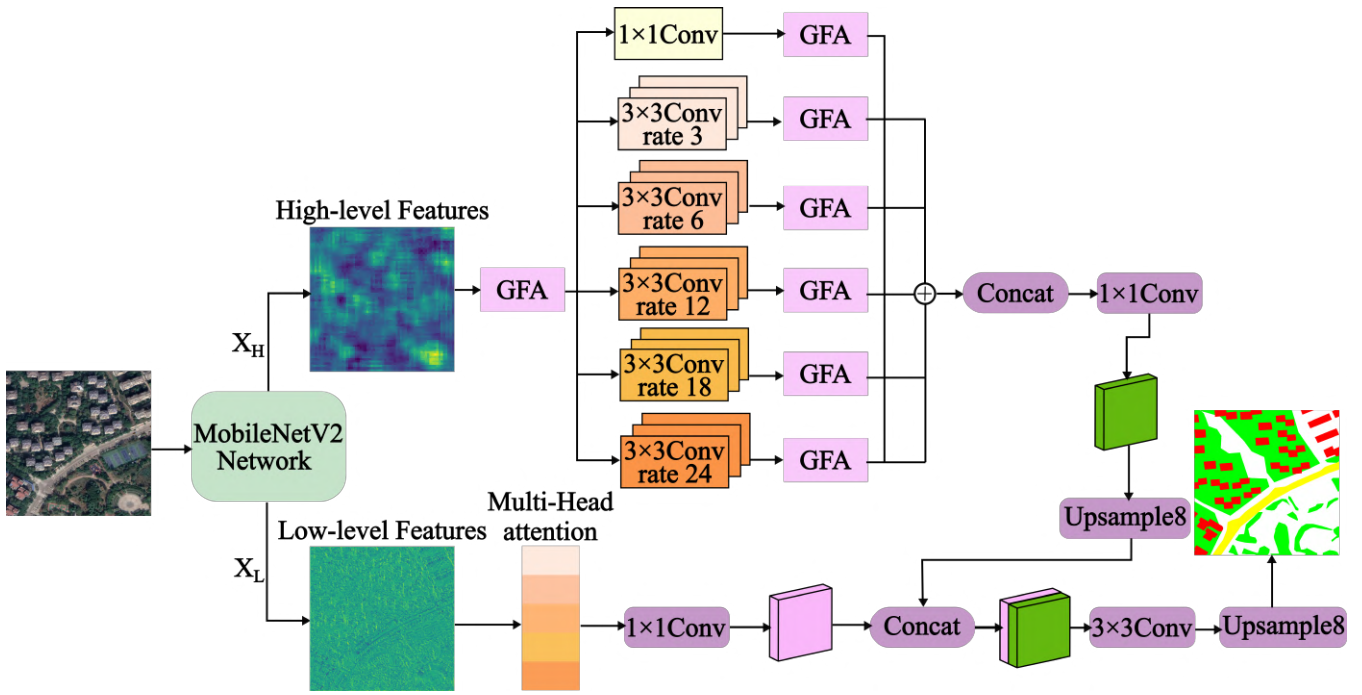 1×1Conv
GFA
3×3Conv
rate 3
GFA
3×3Conv
rate 6
GFA
High-level Features
GFA
3×3Conv
rate 12
GFA
Concat
1×1Conv
X_H
3×3Conv
rate 18
GFA
MobileNetV2
Network
3×3Conv
rate 24
GFA
Multi-Head
attention
Upsample8
Low-level Features
X_L
1×1Conv
Concat
3×3Conv
Upsample8